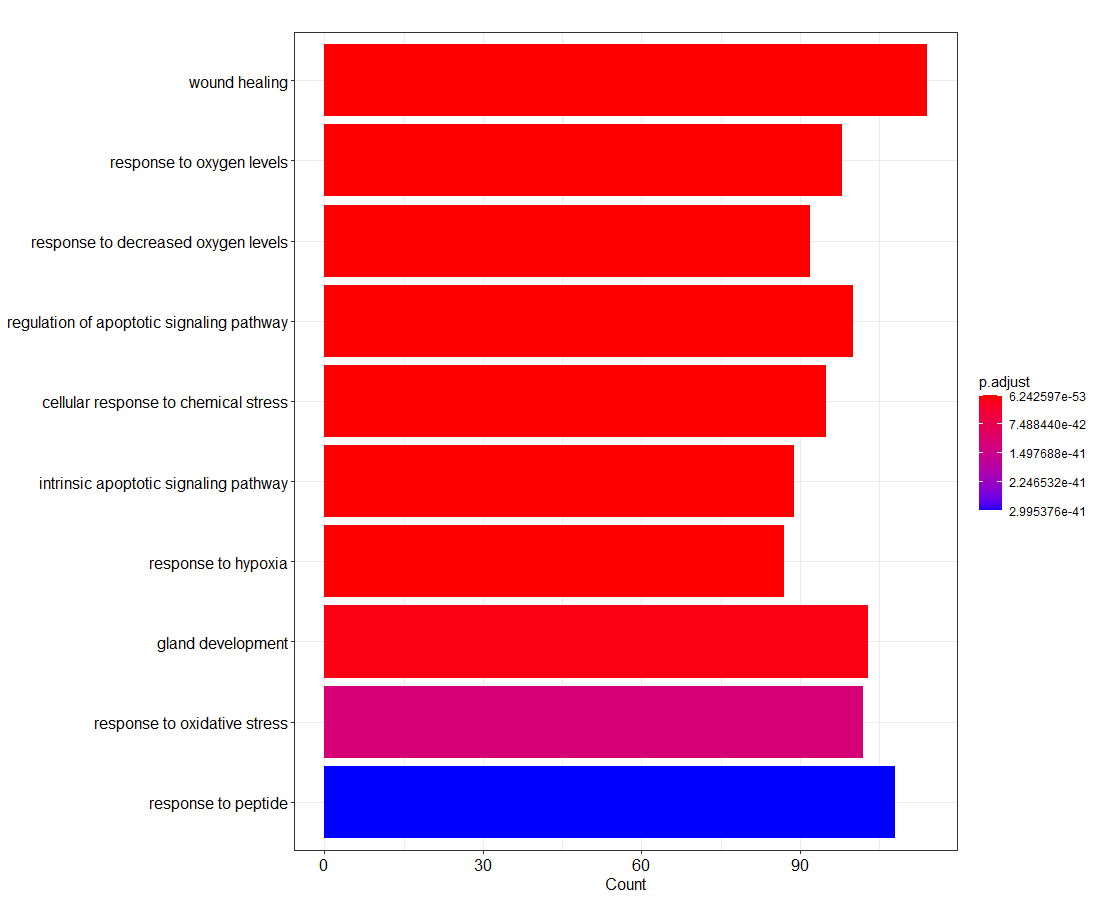 wound healing
response to oxygen levels
response to decreased oxygen levels
regulation of apoptotic signaling pathway
cellular response to chemical stress
intrinsic apoptotic signaling pathway
response to hypoxia
gland development
response to oxidative stress
response to peptide
0 30 60 90
Count
p.adjust
6.242597e-53
7.488440e-42
1.497688e-41
2.246532e-41
2.995376e-41